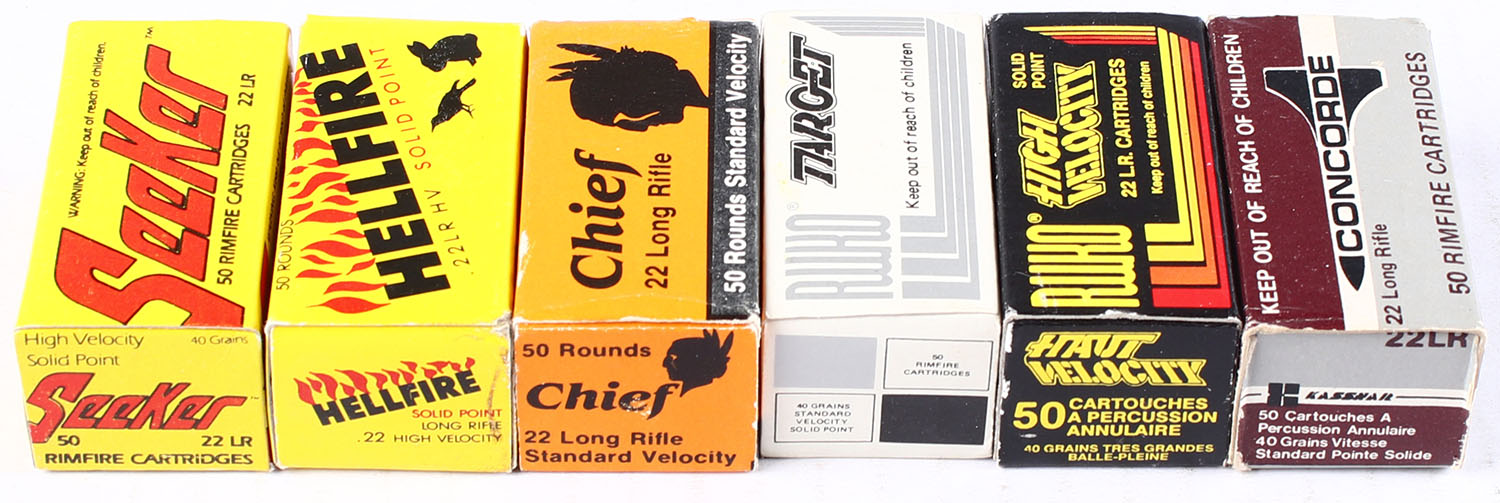 WARNING: Keep out of reach of children.
Seeker™
50 RIMFIRE CARTRIDGES 22 LR
High Velocity 40 Grains
Solid Point
Seeker™
50 22 LR
RIMFIRE CARTRIDGES
50 ROUNDS
HELLFIRE
.22 LR HV SOLID POINT
HELLFIRE
SOLID POINT
LONG RIFLE
.22 HIGH VELOCITY
Chief
22 Long Rifle
50 Rounds Standard Velocity
50 Rounds
Chief
22 Long Rifle
Standard Velocity
RUKO® TARGET
Keep out of reach of children
50
RIMFIRE
CARTRIDGES
40 GRAINS
STANDARD
VELOCITY
SOLID POINT
RUKO®
SOLID
POINT
HIGH
VELOCITY
22 L.R. CARTRIDGES
Keep out of reach of children
HAUT
VELOCITY
50 CARTOUCHES
A PERCUSSION
ANNULAIRE
40 GRAINS TRES GRANDES
BALLE-PLEINE
KEEP OUT OF REACH OF CHILDREN
CONCORDE
22 Long Rifle
50 RIMFIRE CARTRIDGES
22LR
KASSNAR
50 Cartouches A
Percussion Annulaire
40 Grains Vitesse
Standard Pointe Solide